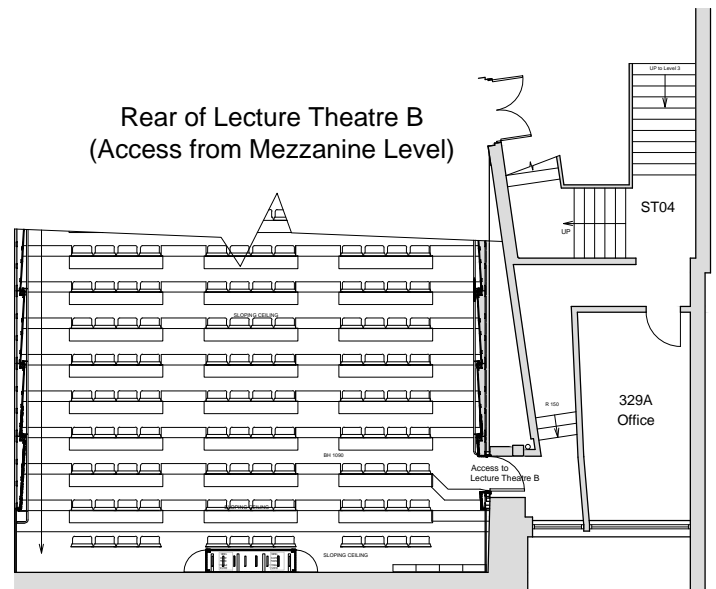 UP to Level 3
Rear of Lecture Theatre B
(Access from Mezzanine Level)
ST04
UP
SLOPING CEILING
329A
Office
R 150
BH 1090
Access to
Lecture Theatre B
SLOPING CEILING
SLOPING CEILING